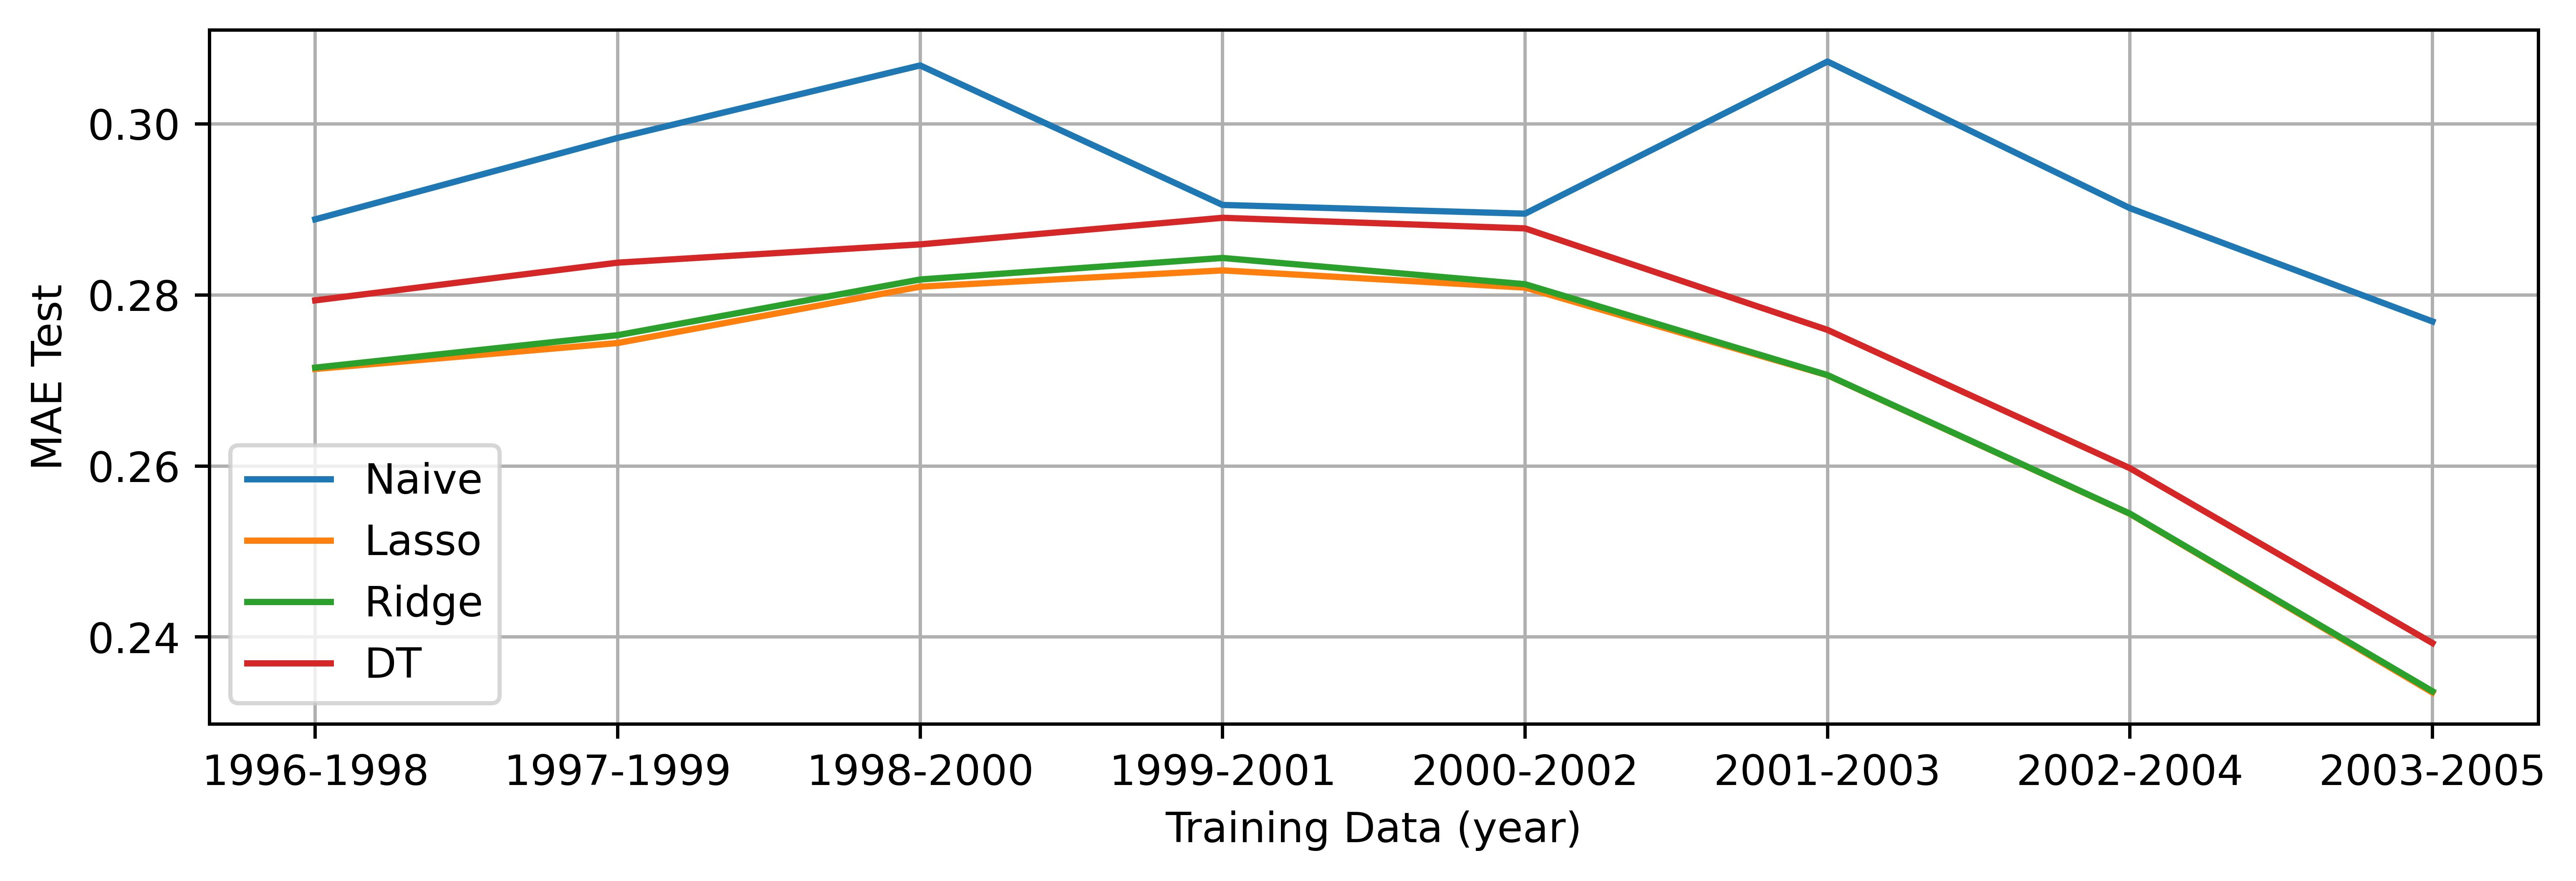 MAE Test
0.30
0.28
0.26
0.24
Naive
Lasso
Ridge
DT
1996-1998 1997-1999 1998-2000 1999-2001 2000-2002 2001-2003 2002-2004 2003-2005
Training Data (year)